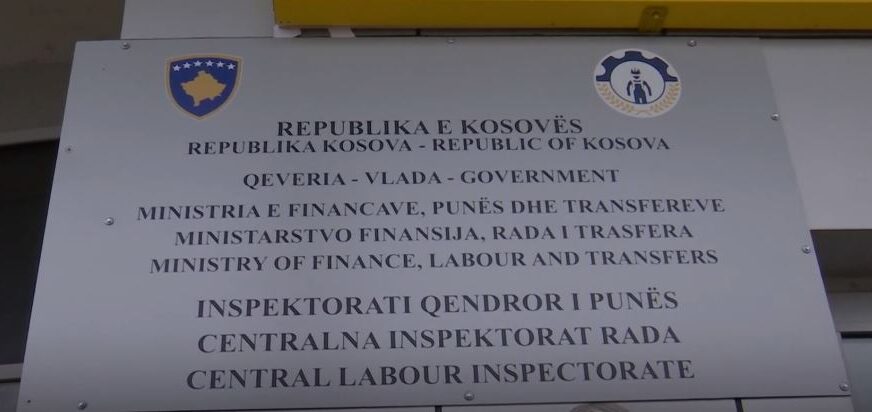 REPUBLIKA E KOSOVËS
REPUBLIKA KOSOVA - REPUBLIC OF KOSOVA
QEVERIA - VLADA - GOVERNMENT
MINISTRIA E FINANCAVE, PUNËS DHE TRANSFEREVE
MINISTARSTVO FINANSIJA, RADA I TRASFERA
MINISTRY OF FINANCE, LABOUR AND TRANSFERS
INSPEKTORATI QENDROR I PUNËS
CENTRALNA INSPEKTORAT RADA
CENTRAL LABOUR INSPECTORATE